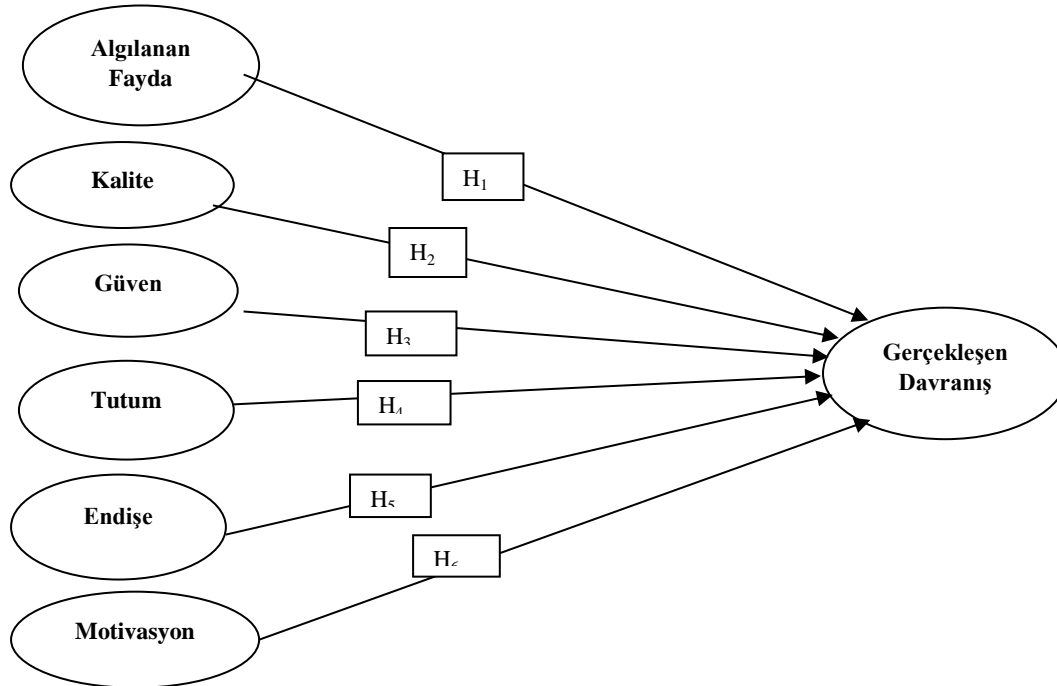 Algılanan
Fayda
H1
Kalite
H2
Güven
H3
Gerçekleşen
Davranış
Tutum
H4
Endişe
H5
H6
Motivasyon